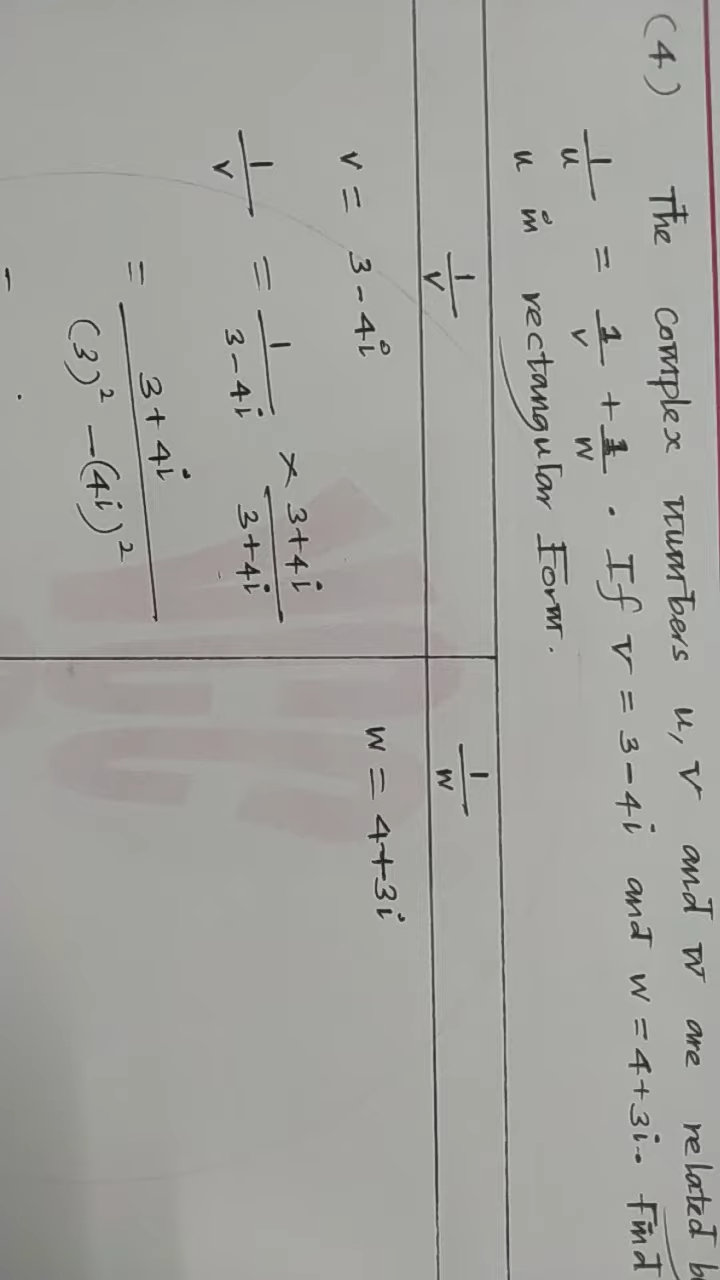 (4) The complex numbers u, v and w are related
1/u = 1/v + 1/w . If v = 3 - 4i and w = 4 + 3i. Find
u in rectangular Form.
1/v
v = 3 - 4i
1/v = 1/(3 - 4i) × (3 + 4i)/(3 + 4i)
= (3 + 4i)/((3)² - (4i)²)
1/w
w = 4 + 3i